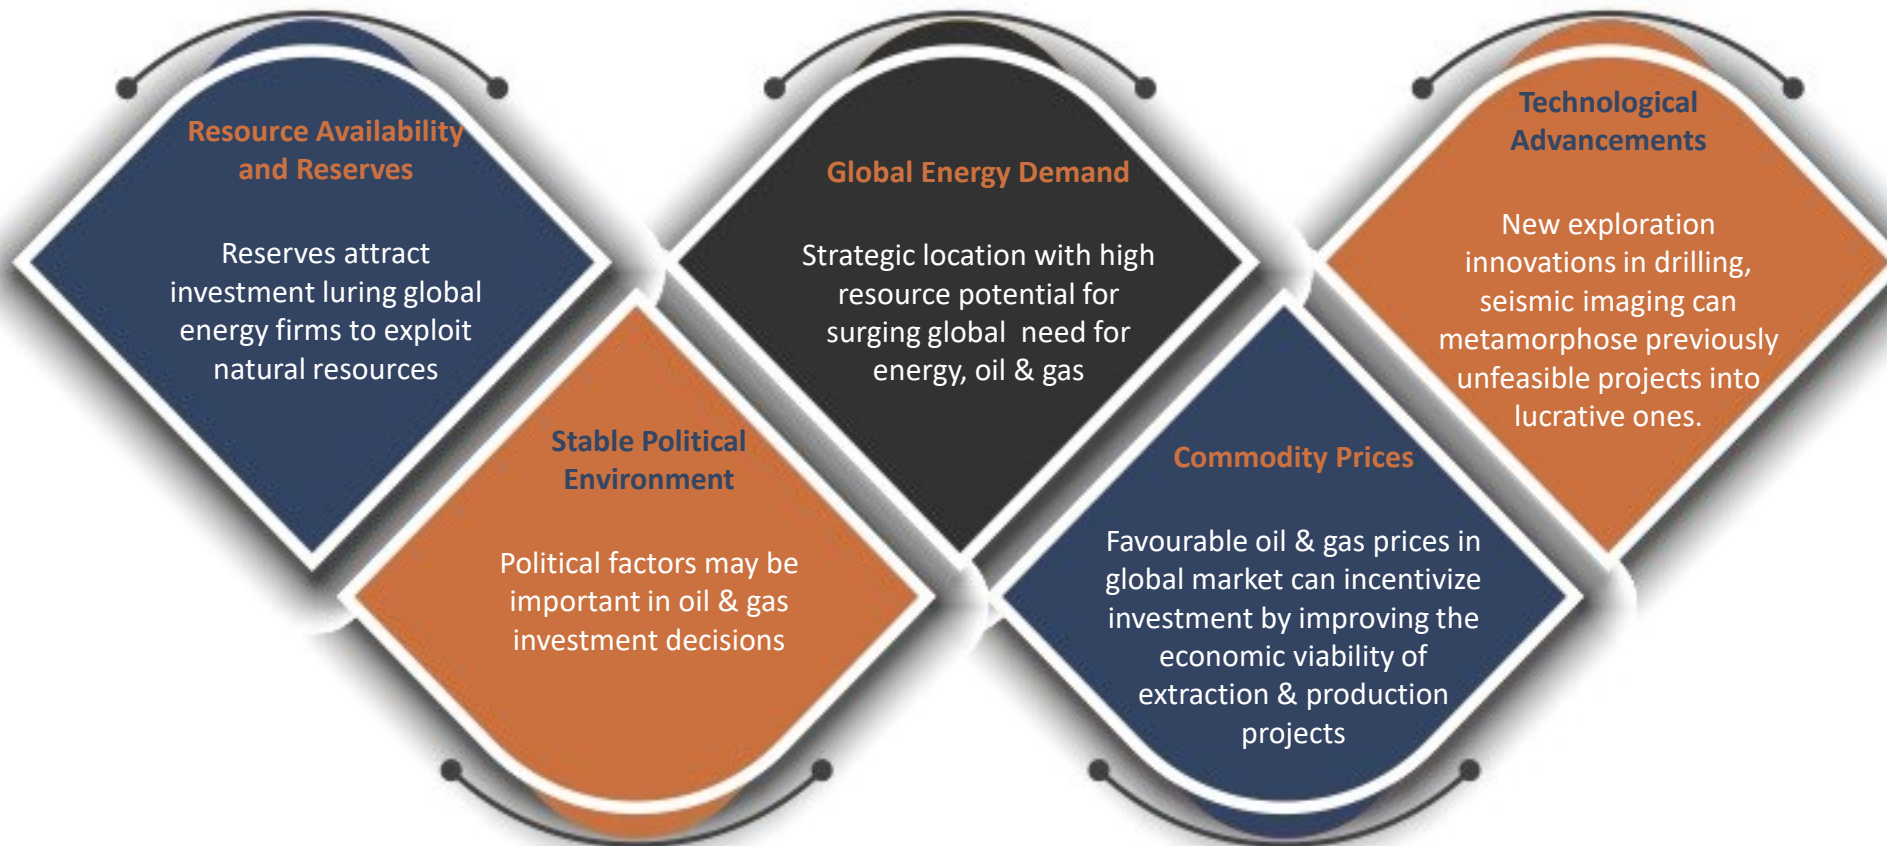 Resource Availability
and Reserves
Reserves attract
investment luring global
energy firms to exploit
natural resources
Stable Political
Environment
Political factors may be
important in oil & gas
investment decisions
Global Energy Demand
Strategic location with high
resource potential for
surging global  need for
energy, oil & gas
Commodity Prices
Favourable oil & gas prices in
global market can incentivize
investment by improving the
economic viability of
extraction & production
projects
Technological
Advancements
New exploration
innovations in drilling,
seismic imaging can
metamorphose previously
unfeasible projects into
lucrative ones.